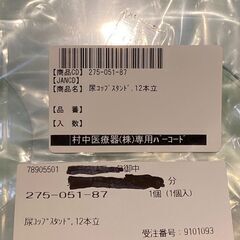 【商品CD】 275-051-87
【JANCD】
【商品名】 尿ｺｯﾌﾟｽﾀﾝﾄﾞ,12本立
【品 番】
【入 数】
村中医療器(株)専用ﾊﾞｰｺｰﾄﾞ
78905501
御中
分
275-051-87
1個 (1個入)
尿ｺｯﾌﾟｽﾀﾝﾄﾞ,12本立
受注番号: 9101093